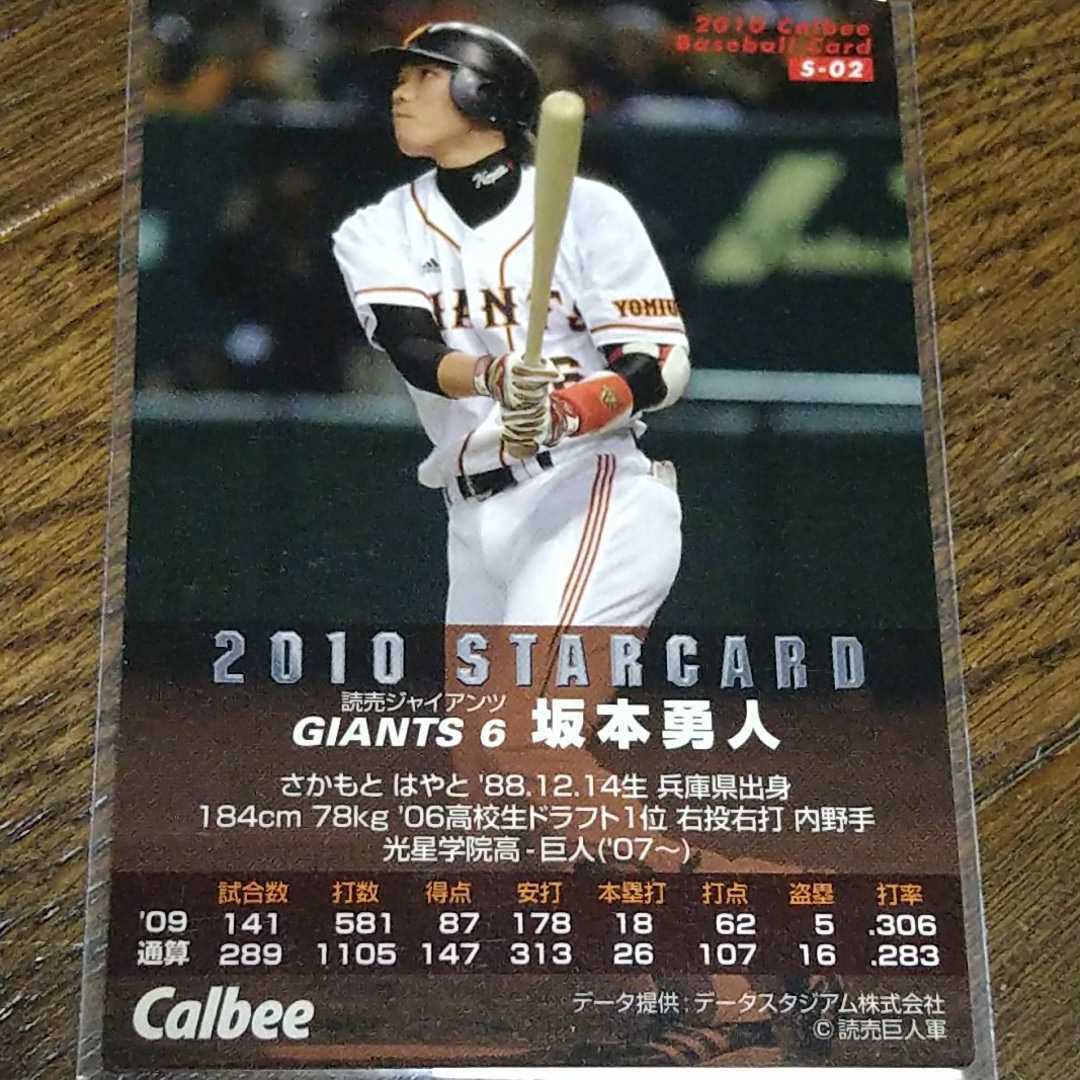 2010 Calbee
Baseball Card
S-02
GIANTS
YOMIU
6
2010 STARCARD
読売ジャイアンツ
GIANTS 6 坂本勇人
さかもと はやと '88.12.14生 兵庫県出身
184cm 78kg '06高校生ドラフト1位 右投右打 内野手
光星学院高-巨人('07〜)
試合数 打数 得点 安打 本塁打 打点 盗塁 打率
'09 141 581 87 178 18 62 5 .306
通算 289 1105 147 313 26 107 16 .283
Calbee
データ提供:データスタジアム株式会社
©読売巨人軍